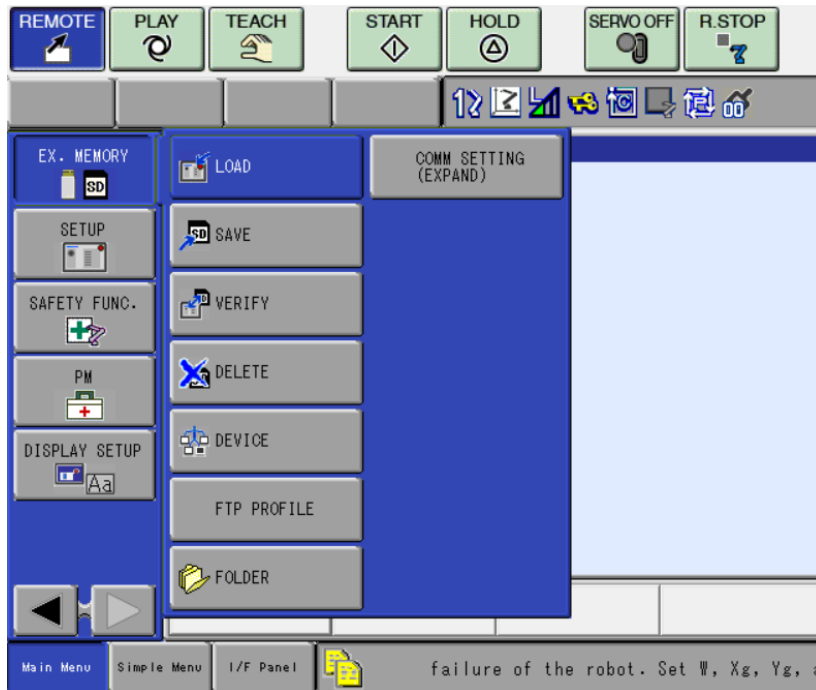 REMOTE
PLAY
TEACH
START
HOLD
SERVO OFF
R.STOP
EX. MEMORY
SD
LOAD
COMM SETTING
(EXPAND)
SETUP
SD
SAVE
SAFETY FUNC.
VERIFY
PM
DELETE
DISPLAY SETUP
Aa
DEVICE
FTP PROFILE
FOLDER
Main Menu
Simple Menu
I/F Panel
failure of the robot. Set W, Xg, Yg,